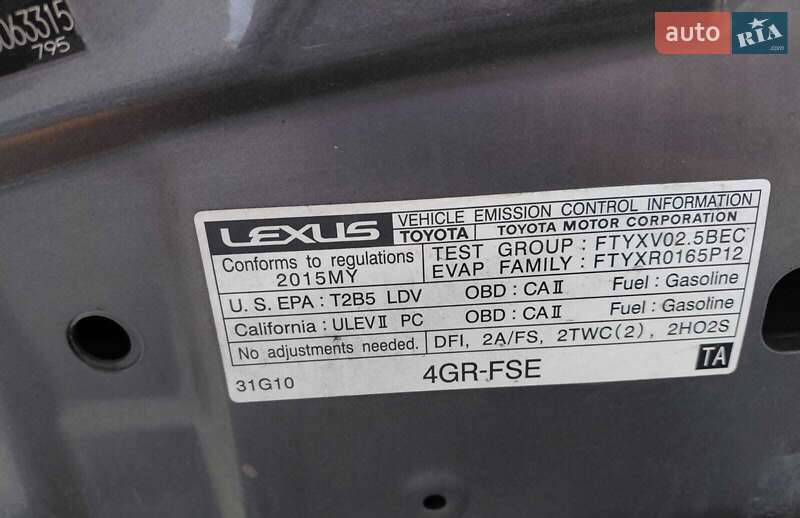 063315
795
auto RIA.com
LEXUS
VEHICLE EMISSION CONTROL INFORMATION
TOYOTA TOYOTA MOTOR CORPORATION
Conforms to regulations
2015MY
TEST GROUP : FTYXV02.5BEC
EVAP FAMILY : FTYXR0165P12
U. S. EPA : T2B5 LDV OBD : CAⅡ Fuel : Gasoline
California : ULEVⅡ PC OBD : CAⅡ Fuel : Gasoline
No adjustments needed. DFI, 2A/FS, 2TWC(2), 2HO2S
31G10 4GR-FSE TA